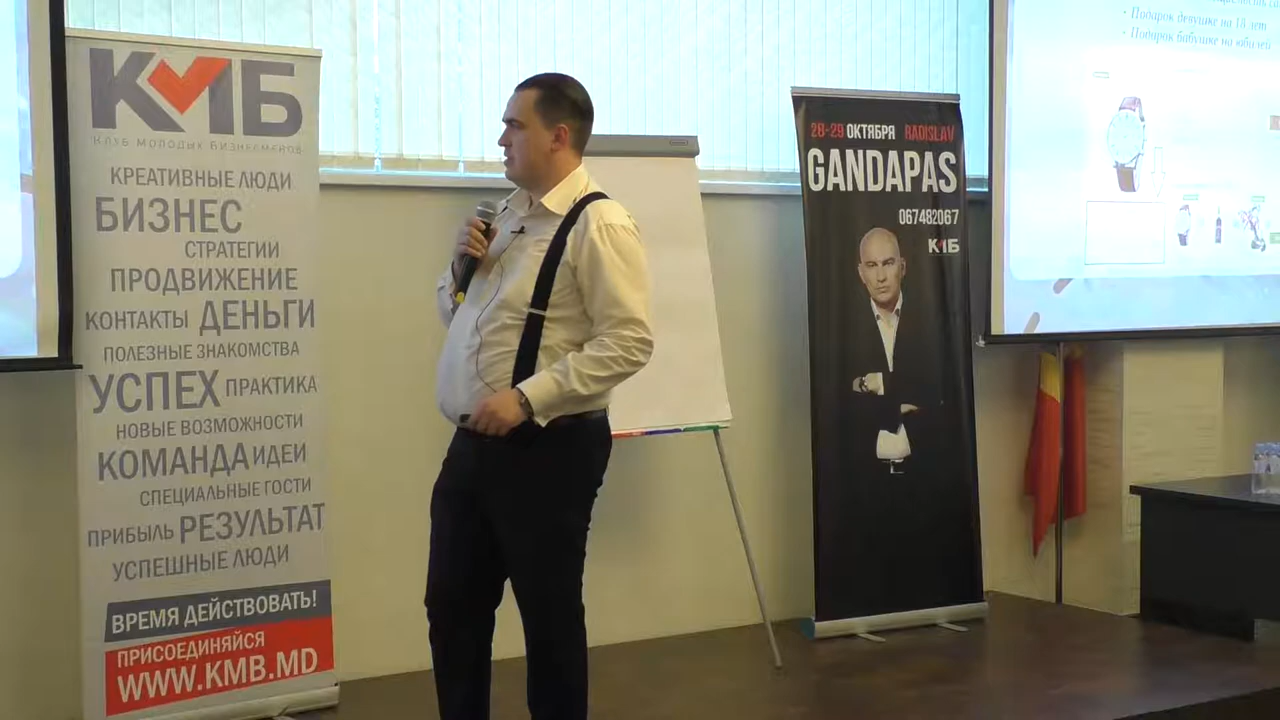 КМБ
КЛУБ МОЛОДЫХ БИЗНЕСМЕНОВ
КРЕАТИВНЫЕ ЛЮДИ
БИЗНЕС
СТРАТЕГИИ
ПРОДВИЖЕНИЕ
КОНТАКТЫ ДЕНЬГИ
ПОЛЕЗНЫЕ ЗНАКОМСТВА
УСПЕХ ПРАКТИКА
НОВЫЕ ВОЗМОЖНОСТИ
КОМАНДА ИДЕИ
СПЕЦИАЛЬНЫЕ ГОСТИ
ПРИБЫЛЬ РЕЗУЛЬТАТ
УСПЕШНЫЕ ЛЮДИ
ВРЕМЯ ДЕЙСТВОВАТЬ!
ПРИСОЕДИНЯЙСЯ
WWW.KMB.MD
28-29 ОКТЯБРЯ RADISLAV
GANDAPAS
067482067
КМБ
• Подарок девушке на 18 лет
• Подарок бабушке на юбилей